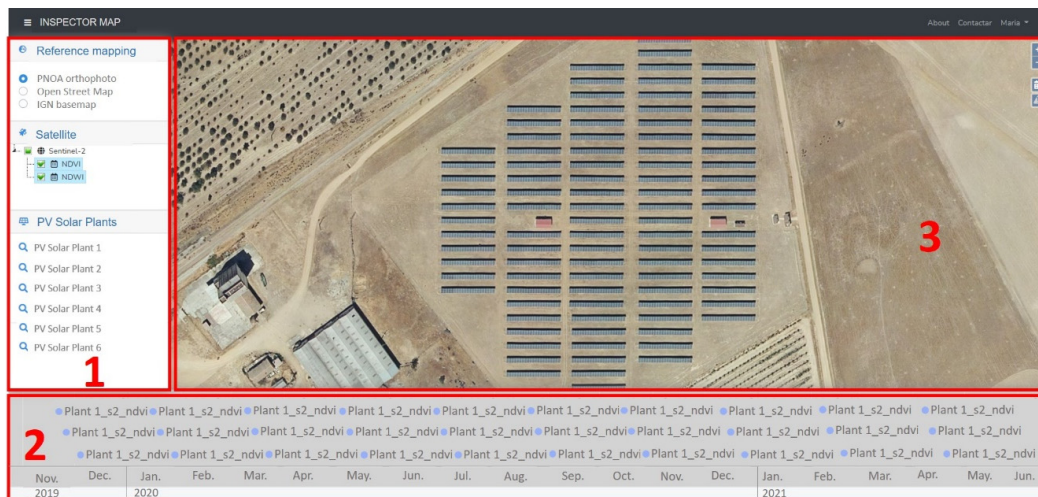 ≡ INSPECTOR MAP
About Contactar Maria
Reference mapping
PNOA orthophoto
Open Street Map
IGN basemap
Satellite
Sentinel-2
NDVI
NDWI
PV Solar Plants
PV Solar Plant 1
PV Solar Plant 2
PV Solar Plant 3
PV Solar Plant 4
PV Solar Plant 5
PV Solar Plant 6
1
3
2
Plant 1_s2_ndvi Plant 1_s2_ndvi Plant 1_s2_ndvi Plant 1_s2_ndvi Plant 1_s2_ndvi Plant 1_s2_ndvi Plant 1_s2_ndvi Plant 1_s2_ndvi Plant 1_s2_ndvi Plant 1_s2_ndvi
Plant 1_s2_ndvi Plant 1_s2_ndvi Plant 1_s2_ndvi Plant 1_s2_ndvi Plant 1_s2_ndvi Plant 1_s2_ndvi Plant 1_s2_ndvi Plant 1_s2_ndvi Plant 1_s2_ndvi Plant 1_s2_ndvi
Plant 1_s2_ndvi Plant 1_s2_ndvi Plant 1_s2_ndvi Plant 1_s2_ndvi Plant 1_s2_ndvi Plant 1_s2_ndvi Plant 1_s2_ndvi Plant 1_s2_ndvi Plant 1_s2_ndvi Plant 1_s2_ndvi
Nov. Dec. Jan. Feb. Mar. Apr. May. Jun. Jul. Aug. Sep. Oct. Nov. Dec. Jan. Feb. Mar. Apr. May. Jun.
2019 2020 2021